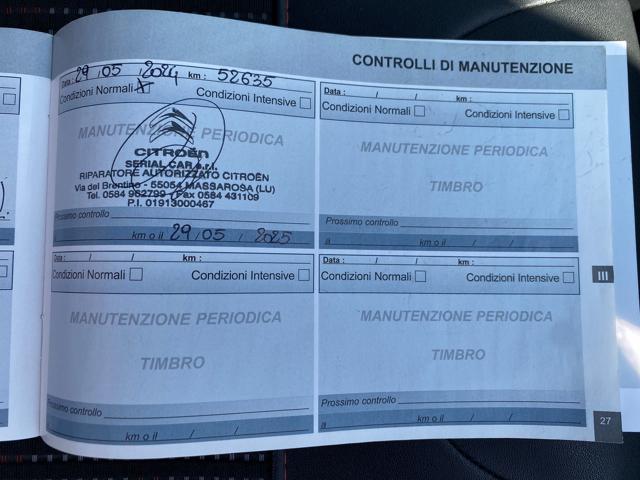 CONTROLLI DI MANUTENZIONE
Data : 29 / 05 / 2024 km : 52635
Condizioni Normali X Condizioni Intensive
MANUTENZIONE PERIODICA
CITROËN
SERIAL CAR s.r.l.
RIPARATORE AUTORIZZATO CITROËN
Via del Brentino - 55054 MASSAROSA (LU)
Tel. 0584 962799 - Fax 0584 431109
P.I. 01913000467
Prossimo controllo
km o il 29 / 05 / 2025
Data : / / km :
Condizioni Normali Condizioni Intensive
MANUTENZIONE PERIODICA
TIMBRO
Prossimo controllo
a km o il / /
Data : / / km :
Condizioni Normali Condizioni Intensive
MANUTENZIONE PERIODICA
TIMBRO
Prossimo controllo
km o il / /
Data : / / km :
Condizioni Normali Condizioni Intensive
MANUTENZIONE PERIODICA
TIMBRO
Prossimo controllo
a km o il / /
III
27